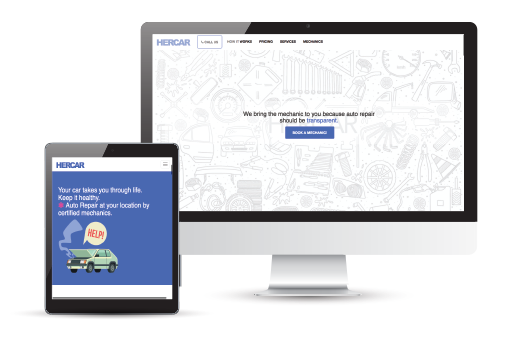 HERCAR
CALL US
HOW IT WORKS
PRICING
SERVICES
MECHANICS
We bring the mechanic to you because auto repair
should be transparent.
BOOK A MECHANIC
HERCAR
Your car takes you through life.
Keep it healthy.
Auto Repair at your location by
certified mechanics.
HELP!